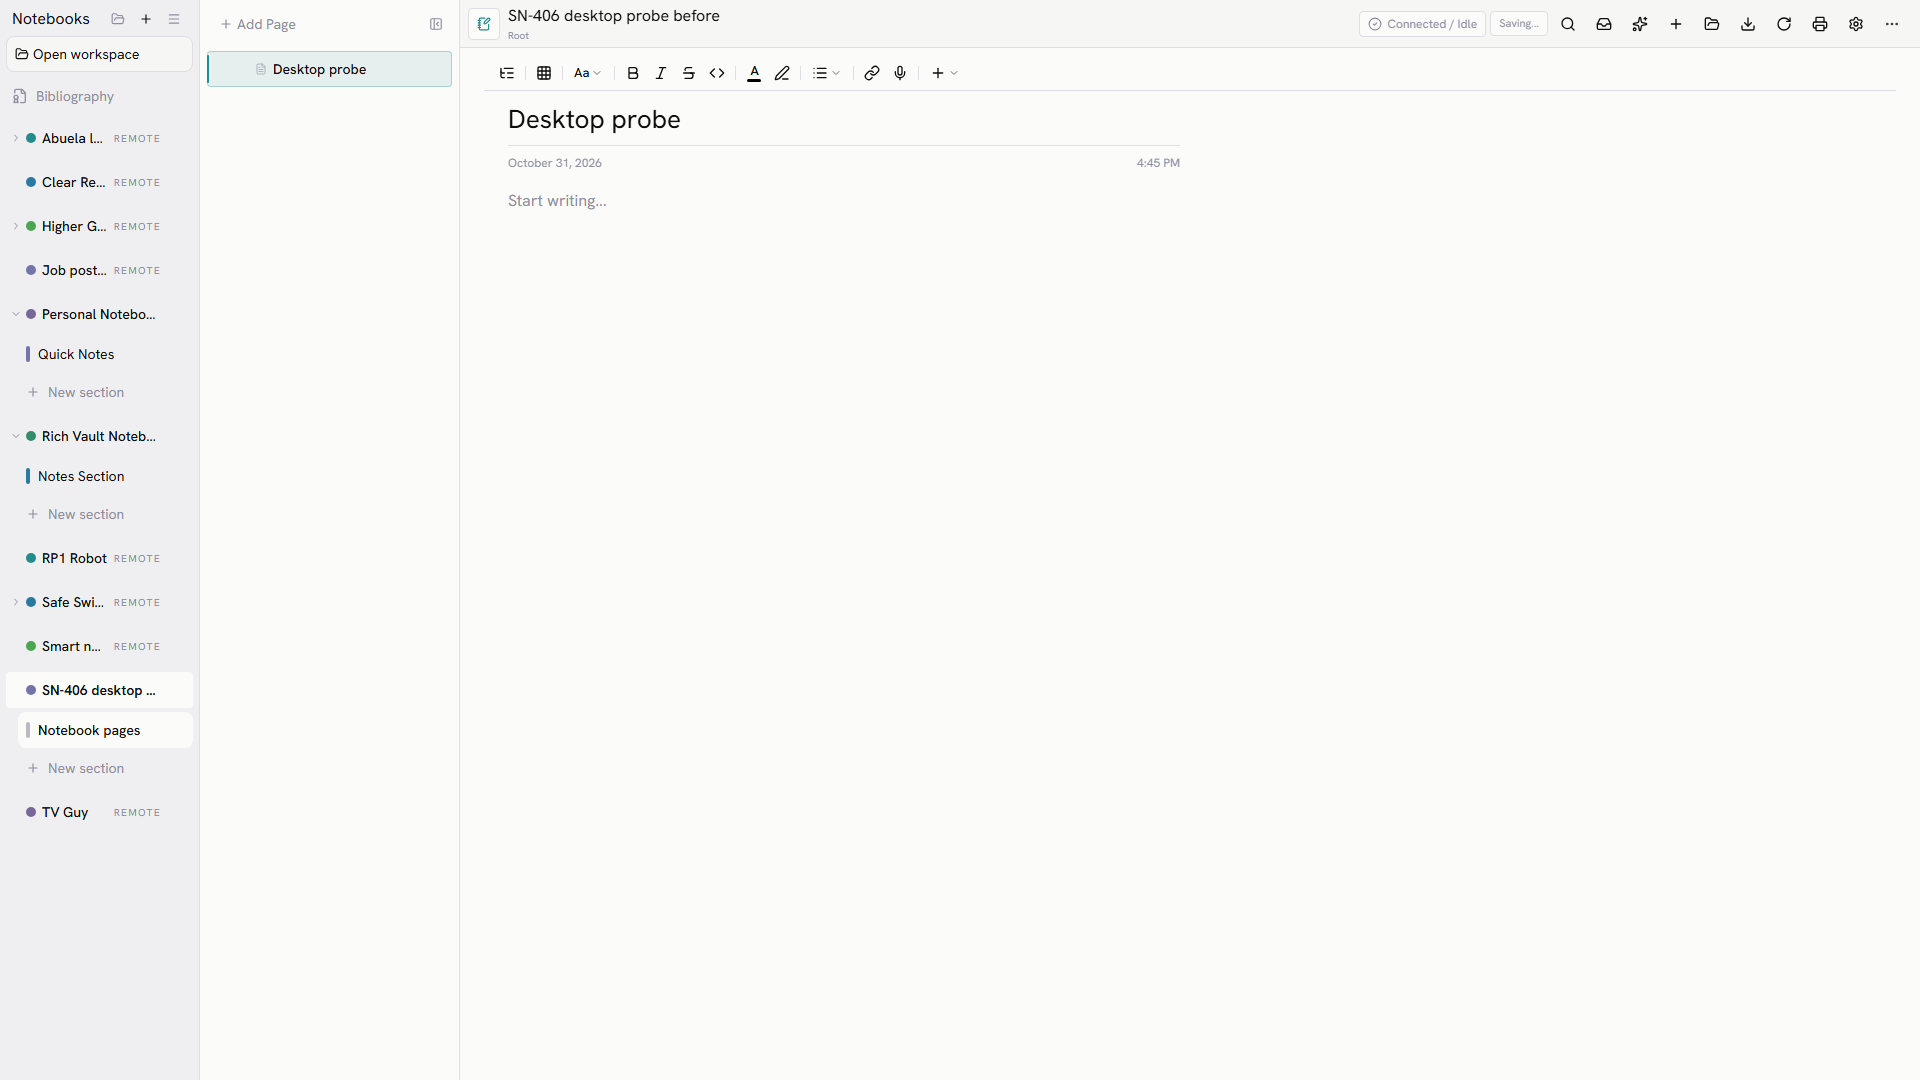 Notebooks
Open workspace
Bibliography
Abuela l... REMOTE
Clear Re... REMOTE
Higher G... REMOTE
Job post... REMOTE
Personal Notebo...
Quick Notes
New section
Rich Vault Noteb...
Notes Section
New section
RP1 Robot REMOTE
Safe Swi... REMOTE
Smart n... REMOTE
SN-406 desktop ...
Notebook pages
New section
TV Guy REMOTE
Add Page
Desktop probe
SN-406 desktop probe before
Root
Connected / Idle
Saving...
Aa
B I S A
Desktop probe
October 31, 2026 4:45 PM
Start writing...